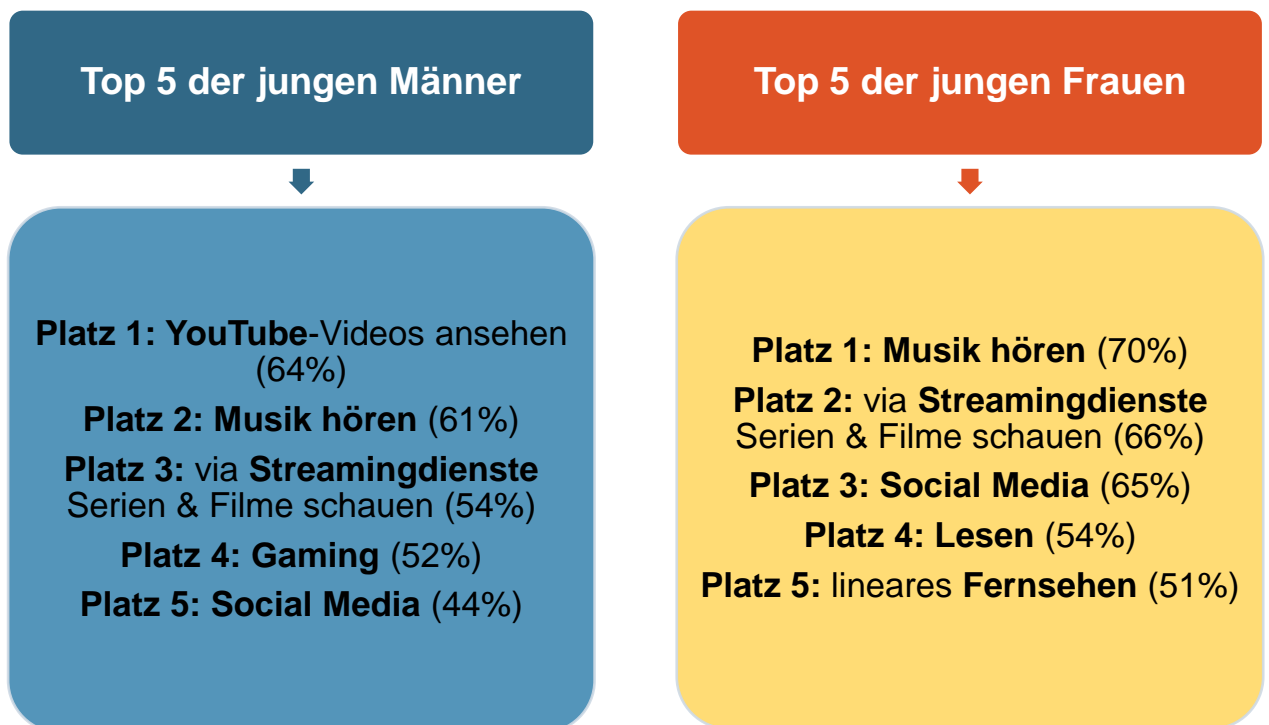 Top 5 der jungen Männer
Platz 1: YouTube-Videos ansehen
(64%)
Platz 2: Musik hören (61%)
Platz 3: via Streamingdienste
Serien & Filme schauen (54%)
Platz 4: Gaming (52%)
Platz 5: Social Media (44%)
Top 5 der jungen Frauen
Platz 1: Musik hören (70%)
Platz 2: via Streamingdienste
Serien & Filme schauen (66%)
Platz 3: Social Media (65%)
Platz 4: Lesen (54%)
Platz 5: lineares Fernsehen (51%)